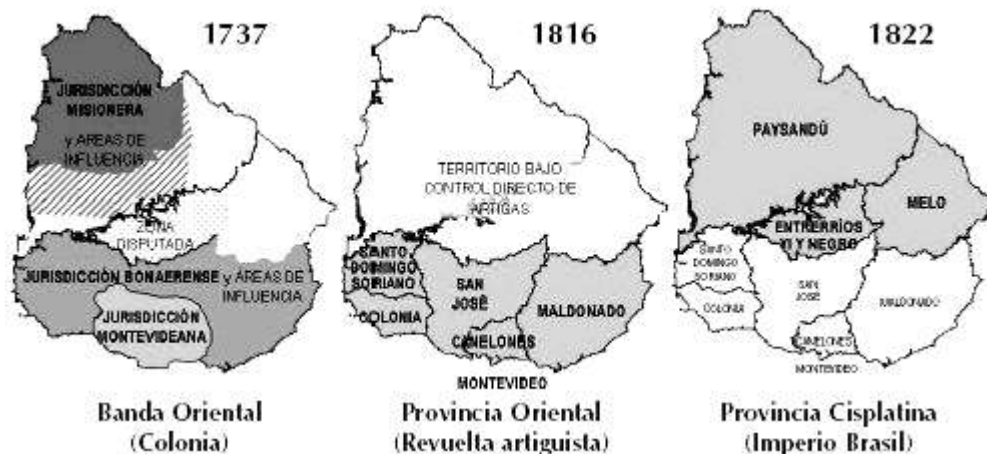 1737
JURISDICCIÓN
MISIONERA
y AREAS DE
INFLUENCIA
ZONA
DISPUTADA
JURISDICCIÓN BONAERENSE y ÁREAS DE
INFLUENCIA
JURISDICCIÓN
MONTEVIDEANA
Banda Oriental
(Colonia)
1816
TERRITORIO BAJO
CONTROL DIRECTO DE
ARTIGAS
SANTO
DOMINGO
SORIANO
SAN
JOSÉ
COLONIA
MALDONADO
CANELONES
MONTEVIDEO
Provincia Oriental
(Revuelta artiguista)
1822
PAYSANDÚ
MELO
ENTRERRÍOS
YI Y NEGRO
SANTO
DOMINGO
SORIANO
SAN
JOSÉ
COLONIA
MALDONADO
CANELONES
MONTEVIDEO
Provincia Cisplatina
(Imperio Brasil)